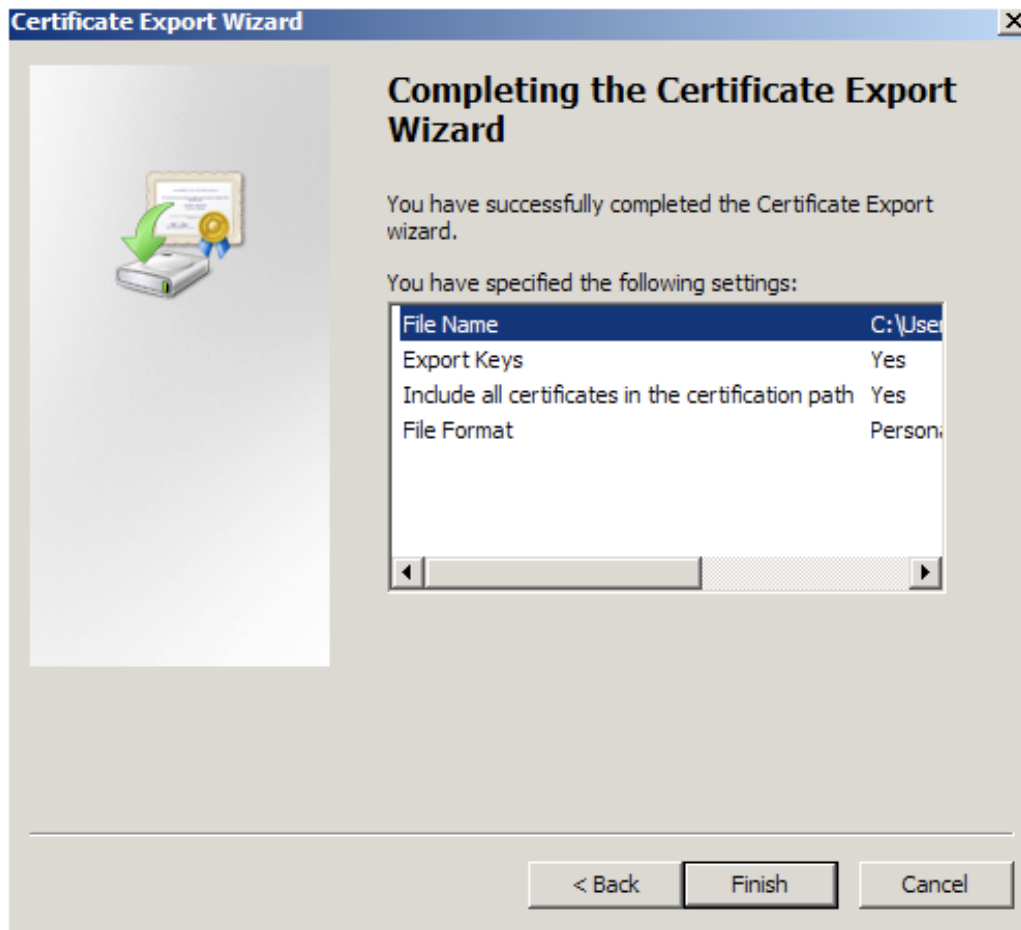 Certificate Export Wizard
Completing the Certificate Export
Wizard
You have successfully completed the Certificate Export
wizard.
You have specified the following settings:
File Name C:\User
Export Keys Yes
Include all certificates in the certification path Yes
File Format Persona
< Back Finish Cancel